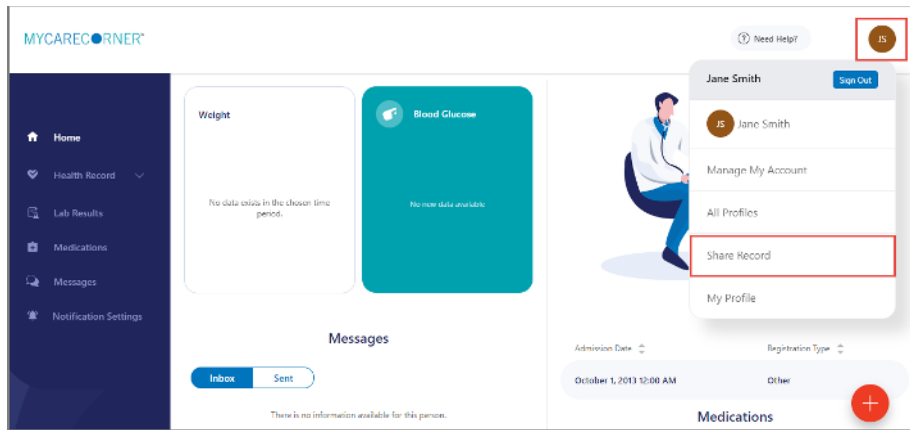 MYCARECORNER
Need Help?
JS
Jane Smith
Sign Out
JS Jane Smith
Manage My Account
All Profiles
Share Record
My Profile
Home
Health Record
Lab Results
Medications
Messages
Notification Settings
Weight
No data exists in the chosen time
period.
Blood Glucose
No new data available
Messages
Inbox
Sent
There is no information available for this person.
Admission Date
Registration Type
October 1, 2013 12:00 AM
Other
Medications